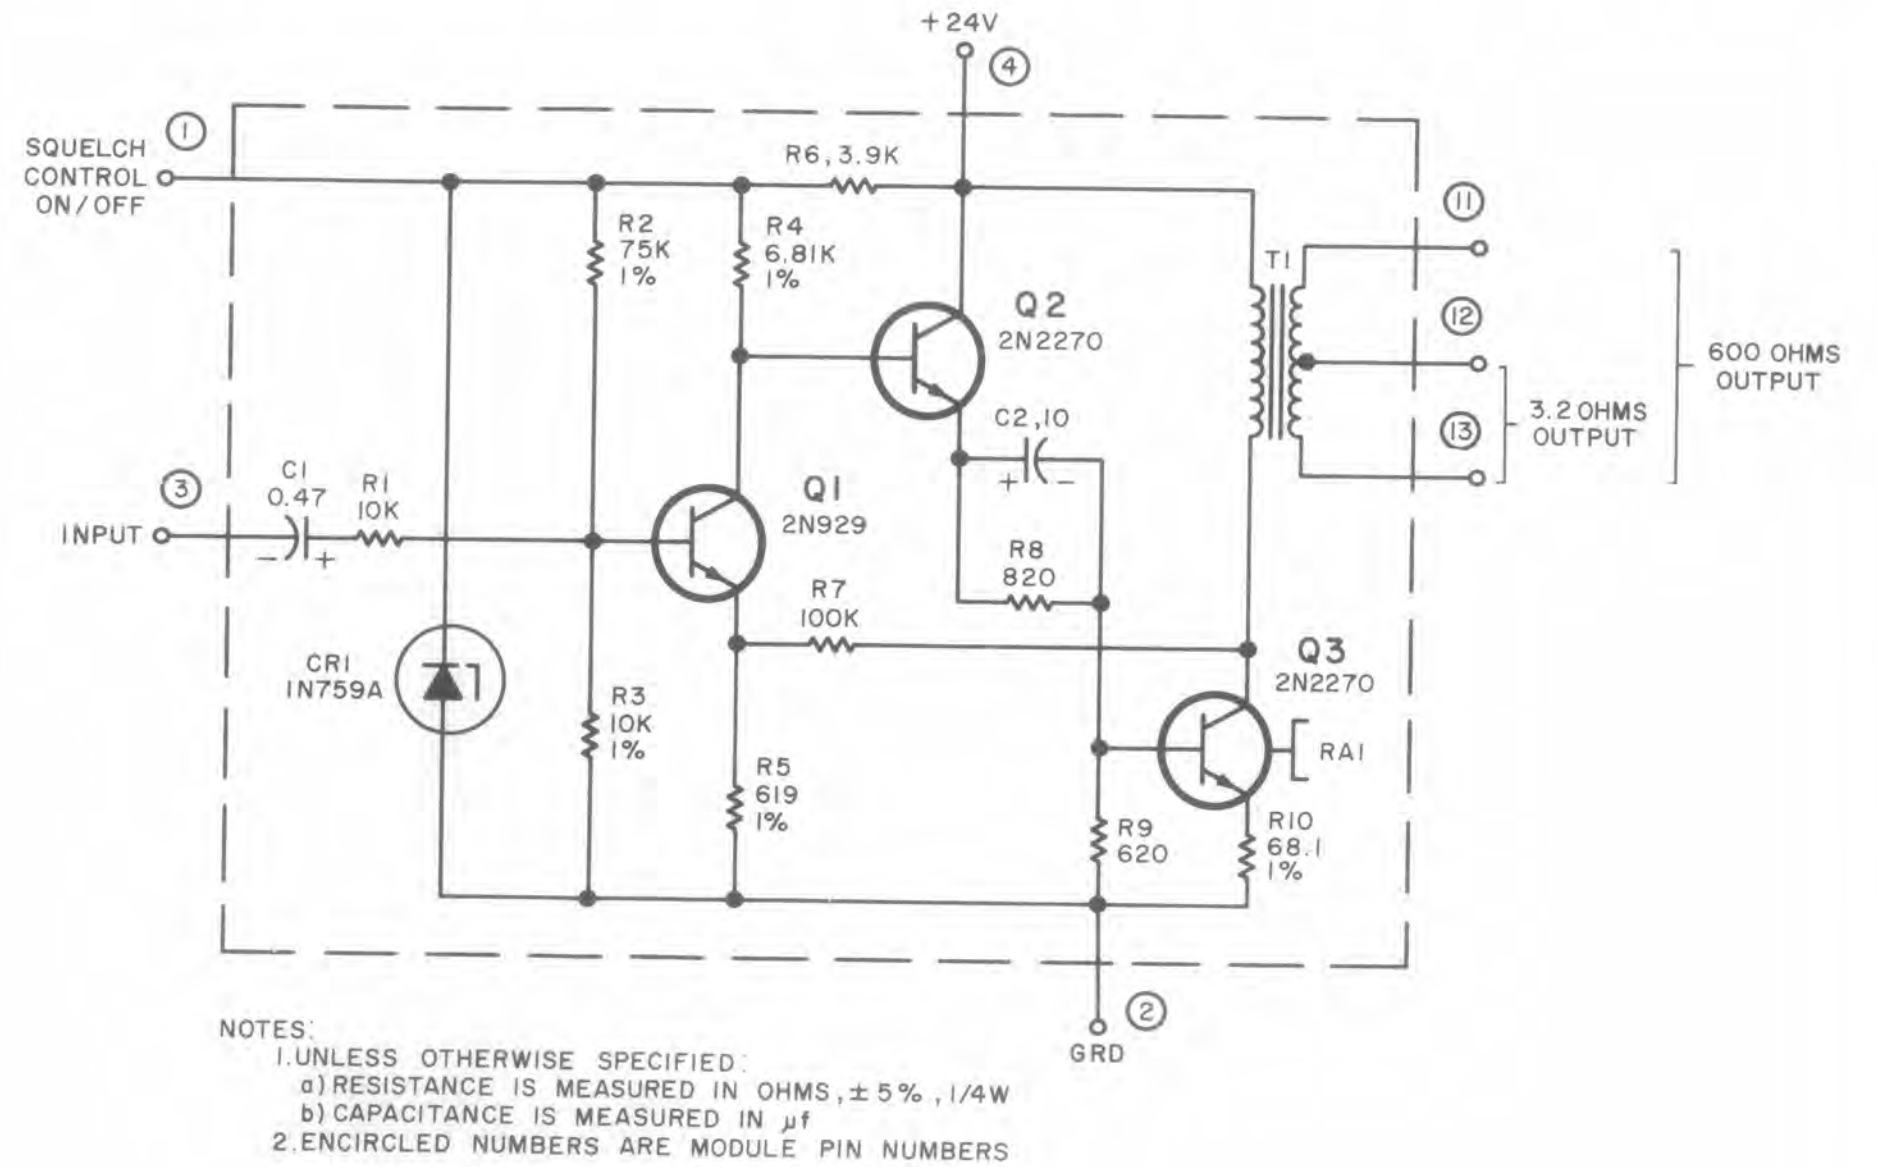 +24V
4
SQUELCH
CONTROL
ON/OFF
1
R6, 3.9K
R2
75K
1%
R4
6.81K
1%
T1
11
Q2
2N2270
12
600 OHMS
OUTPUT
3.2 OHMS
OUTPUT
13
C2, 10
+ -
3
INPUT
C1
0.47
- +
R1
10K
Q1
2N929
R8
820
R7
100K
Q3
2N2270
CR1
1N759A
R3
10K
1%
RA1
R5
619
1%
R9
620
R10
68.1
1%
2
GRD
NOTES:
1. UNLESS OTHERWISE SPECIFIED:
a) RESISTANCE IS MEASURED IN OHMS, ±5%, 1/4W
b) CAPACITANCE IS MEASURED IN µf
2. ENCIRCLED NUMBERS ARE MODULE PIN NUMBERS